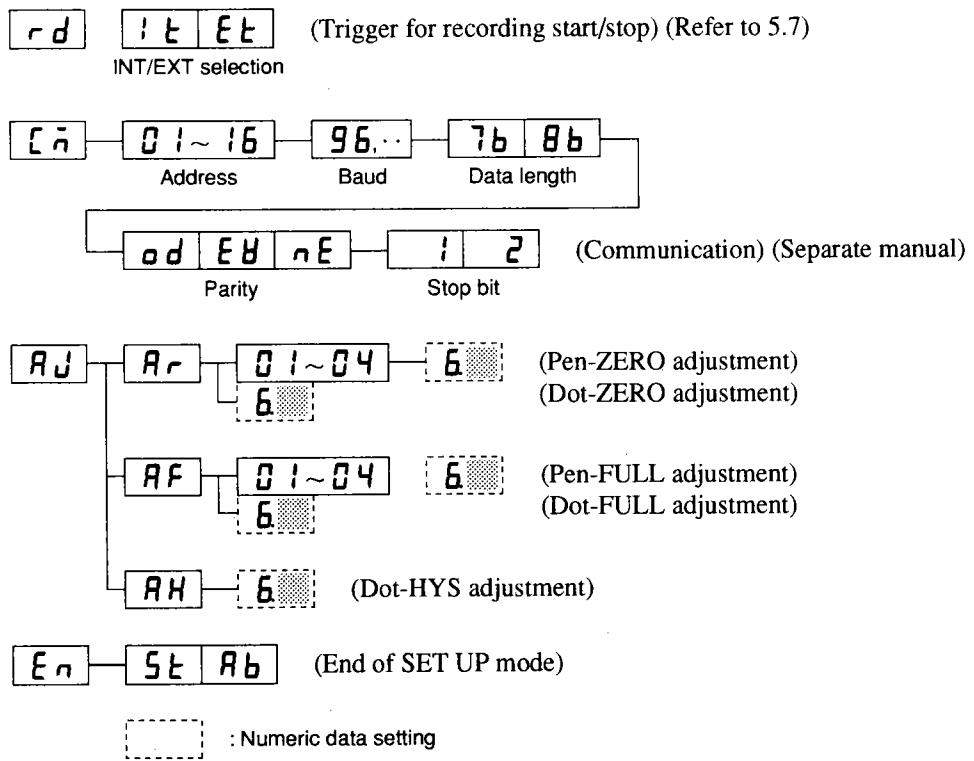 rd It Et (Trigger for recording start/stop) (Refer to 5.7)
INT/EXT selection
Cm 01~16 96.·· 7b 8b
Address Baud Data length
od EU nE 1 2 (Communication) (Separate manual)
Parity Stop bit
AJ Ar 01~04 6. (Pen-ZERO adjustment)
6. (Dot-ZERO adjustment)
AF 01~04 6. (Pen-FULL adjustment)
6. (Dot-FULL adjustment)
AH 6. (Dot-HYS adjustment)
En St Ab (End of SET UP mode)
: Numeric data setting